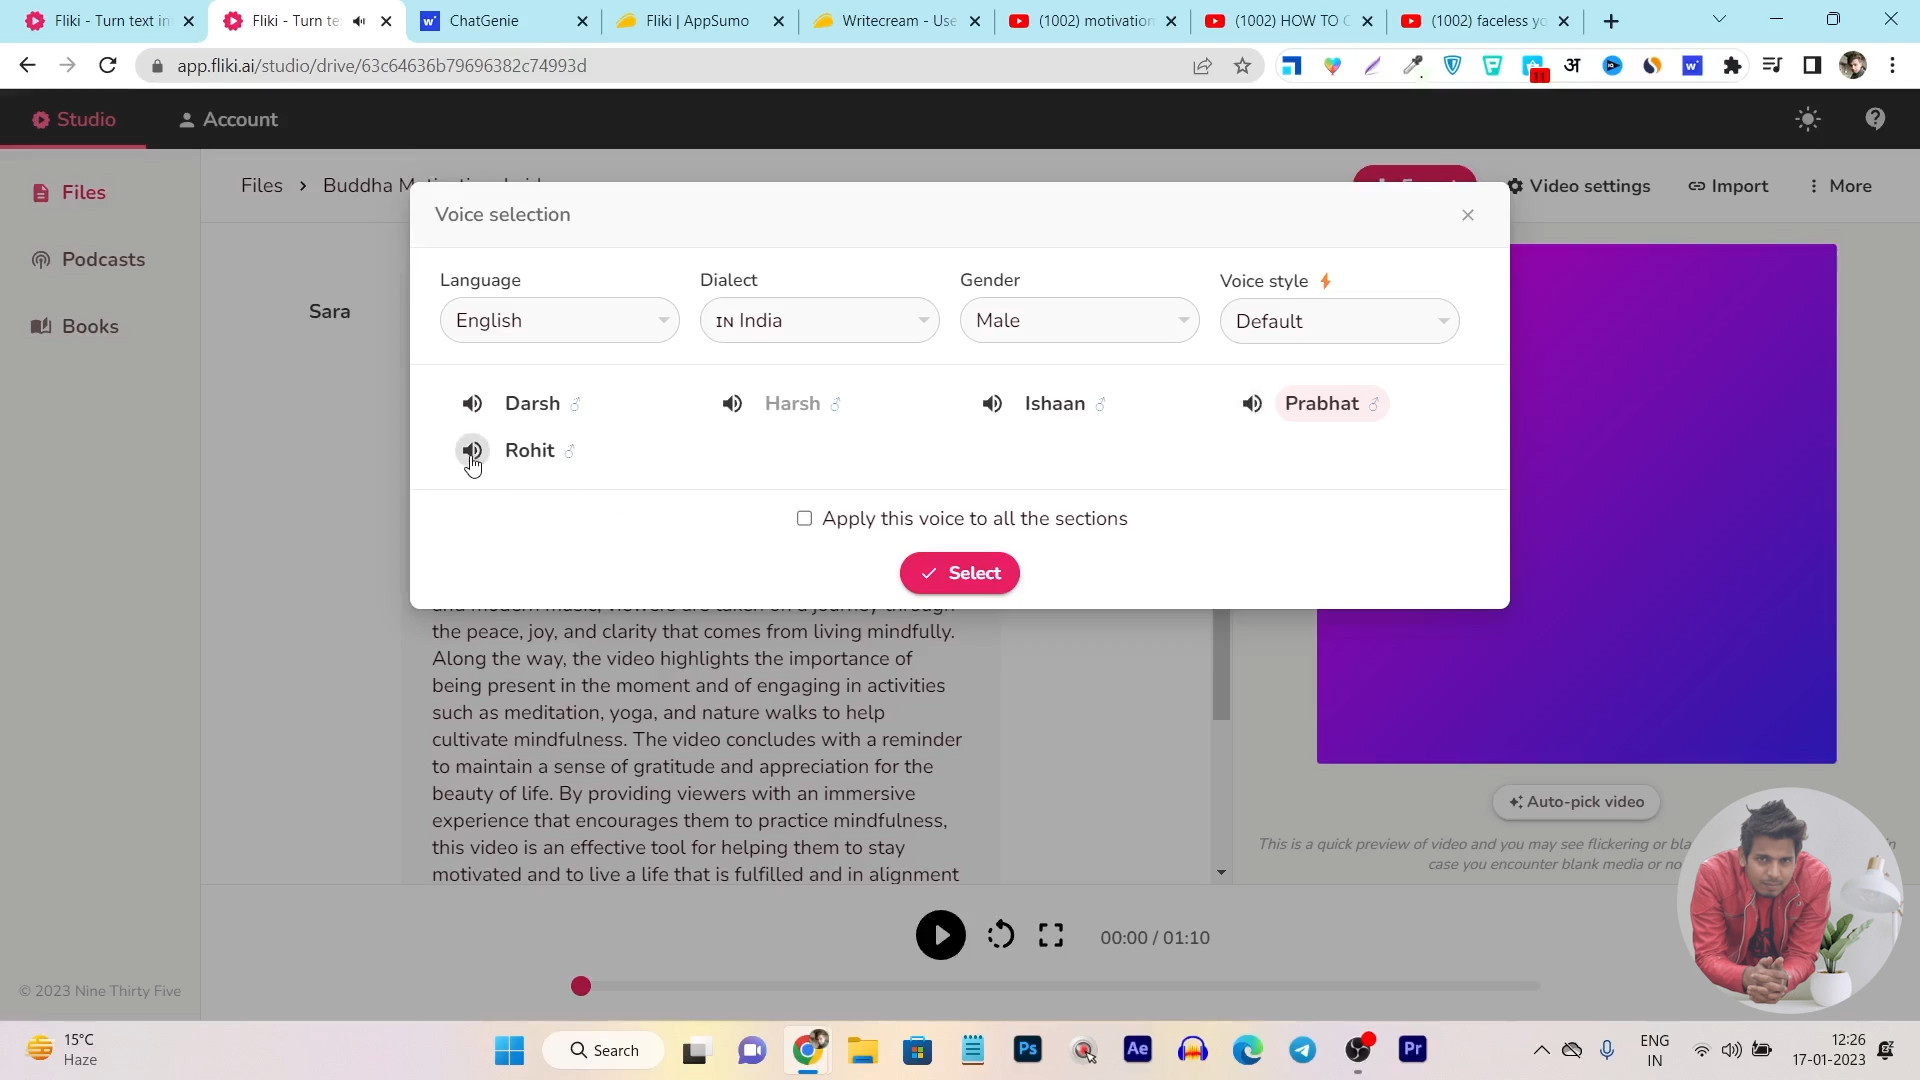 Fliki - Turn text in
Fliki - Turn te
ChatGenie
Fliki | AppSumo
Writecream - Use
(1002) motivation
(1002) HOW TO C
(1002) faceless yo
app.fliki.ai/studio/drive/63c64636b79696382c74993d
11
अ
Studio
Account
Files
Podcasts
Books
Files › Buddha
Video settings
Import
More
Sara
Voice selection
Language
Dialect
Gender
Voice style
English
IN India
Male
Default
Darsh
Harsh
Ishaan
Prabhat
Rohit
Apply this voice to all the sections
Select
the peace, joy, and clarity that comes from living mindfully.
Along the way, the video highlights the importance of
being present in the moment and of engaging in activities
such as meditation, yoga, and nature walks to help
cultivate mindfulness. The video concludes with a reminder
to maintain a sense of gratitude and appreciation for the
beauty of life. By providing viewers with an immersive
experience that encourages them to practice mindfulness,
this video is an effective tool for helping them to stay
motivated and to live a life that is fulfilled and in alignment
Auto-pick video
This is a quick preview of video and you may see flickering or bla
case you encounter blank media or no
00:00 / 01:10
© 2023 Nine Thirty Five
15°C
Haze
Search
Ps
Ae
Pr
ENG
IN
12:26
17-01-2023